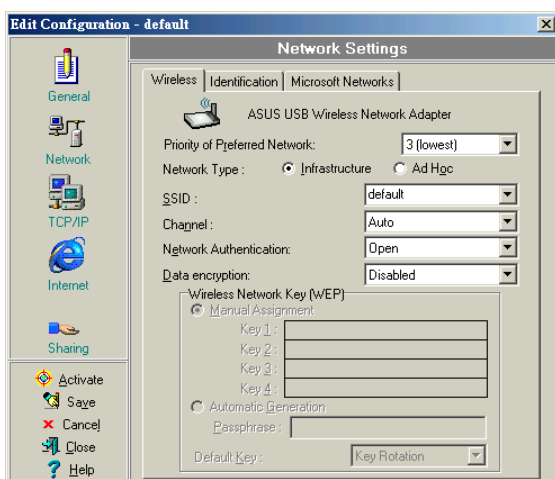 Edit Configuration - default
Network Settings
General
Network
TCP/IP
Internet
Sharing
Activate
Save
Cancel
Close
Help
Wireless
Identification
Microsoft Networks
ASUS USB Wireless Network Adapter
Priority of Preferred Network: 3 (lowest)
Network Type : Infrastructure Ad Hoc
SSID : default
Channel : Auto
Network Authentication: Open
Data encryption: Disabled
Wireless Network Key (WEP)
Manual Assignment
Key 1 :
Key 2 :
Key 3 :
Key 4 :
Automatic Generation
Passphrase :
Default Key : Key Rotation